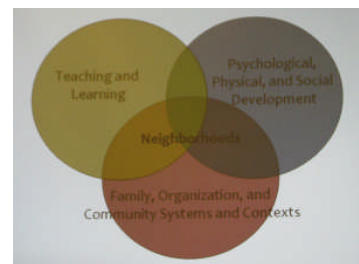 Teaching and
Learning
Psychological,
Physical, and Social
Development
Neighborhoods
Family, Organization, and
Community Systems and Contexts